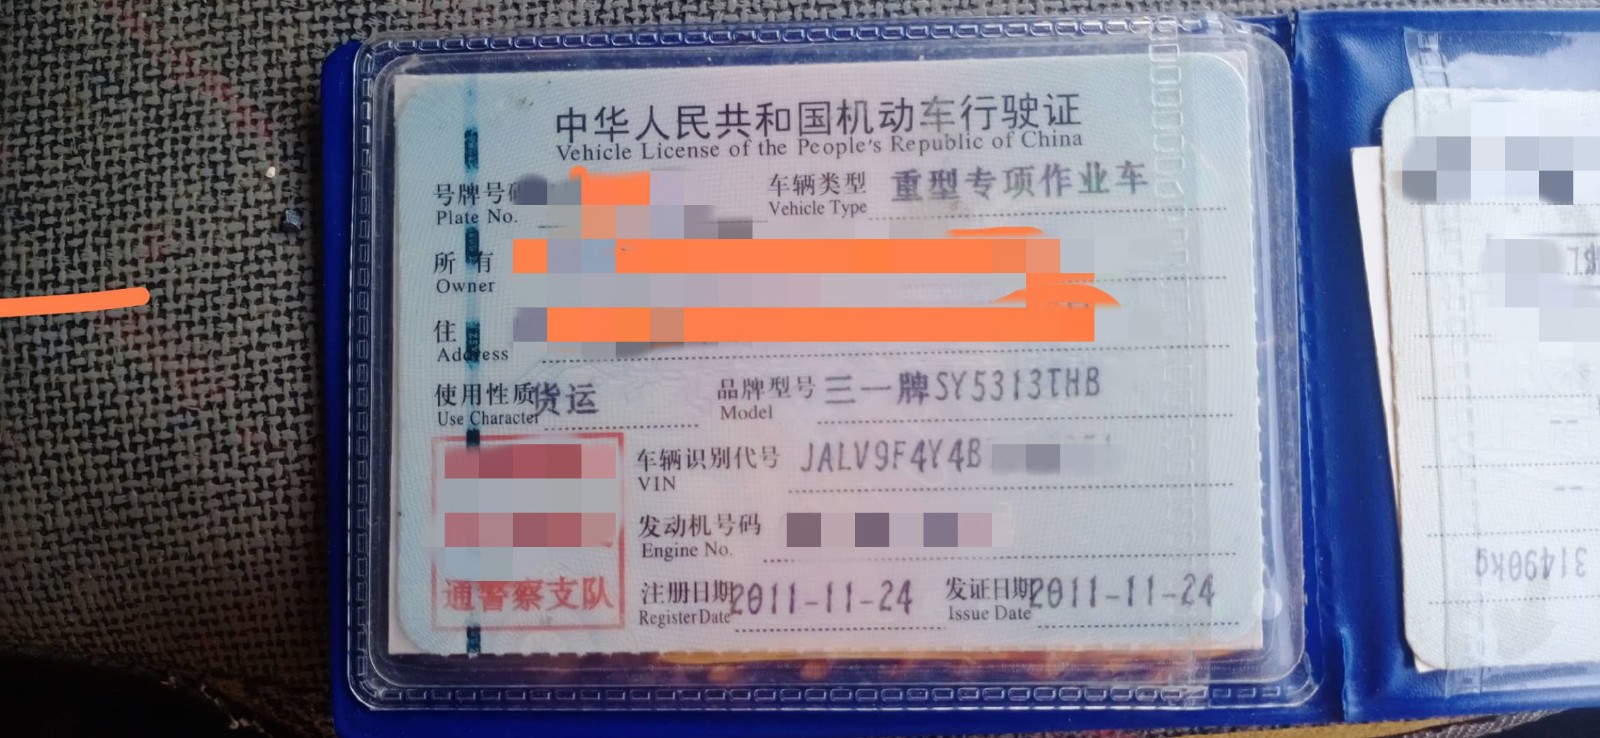 中华人民共和国机动车行驶证
Vehicle License of the People's Republic of China
号牌号码 车辆类型 重型专项作业车
Plate No. Vehicle Type
所 有
Owner
住
Address
使用性质 货运 品牌型号 三一牌SY5313THB
Use Character Model
车辆识别代号 JALV9F4Y4B
VIN
发动机号码
Engine No.
通警察支队
注册日期 2011-11-24 发证日期 2011-11-24
Register Date Issue Date
31490kg